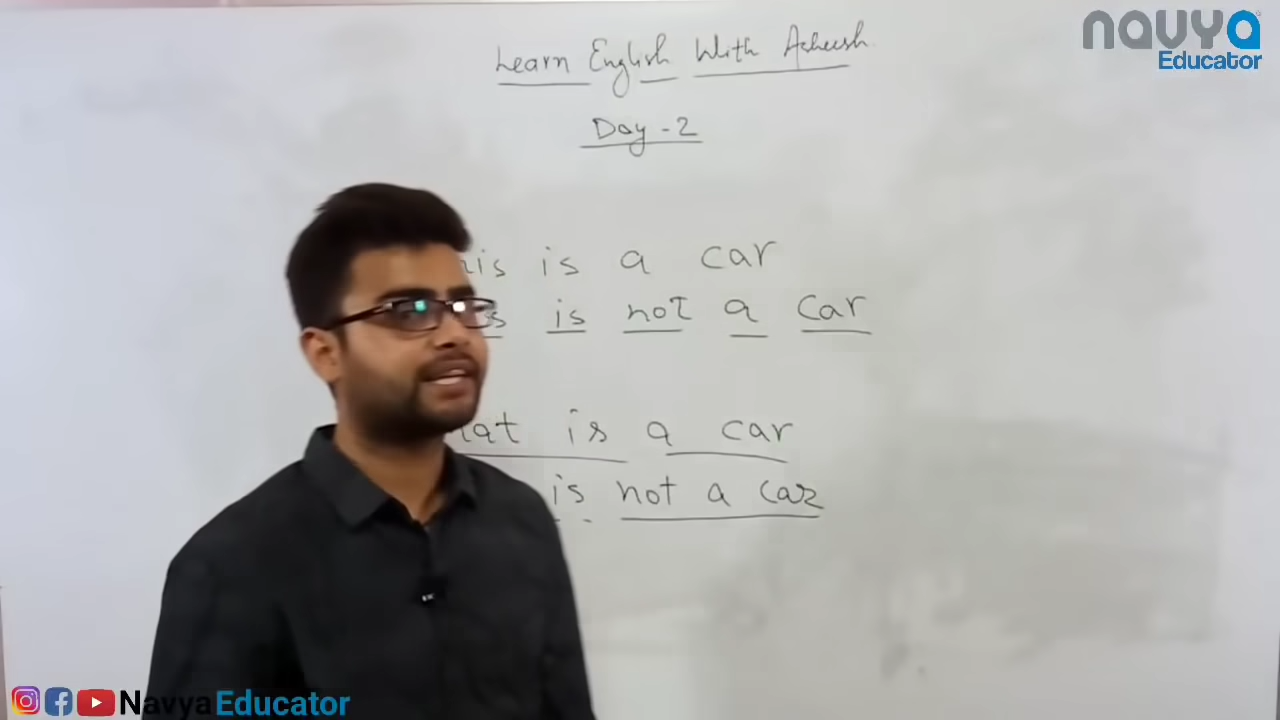 Learn English With Asheesh
navya
Educator
Day - 2
is a car
is not a car
is a car
is not a car
Navya Educator